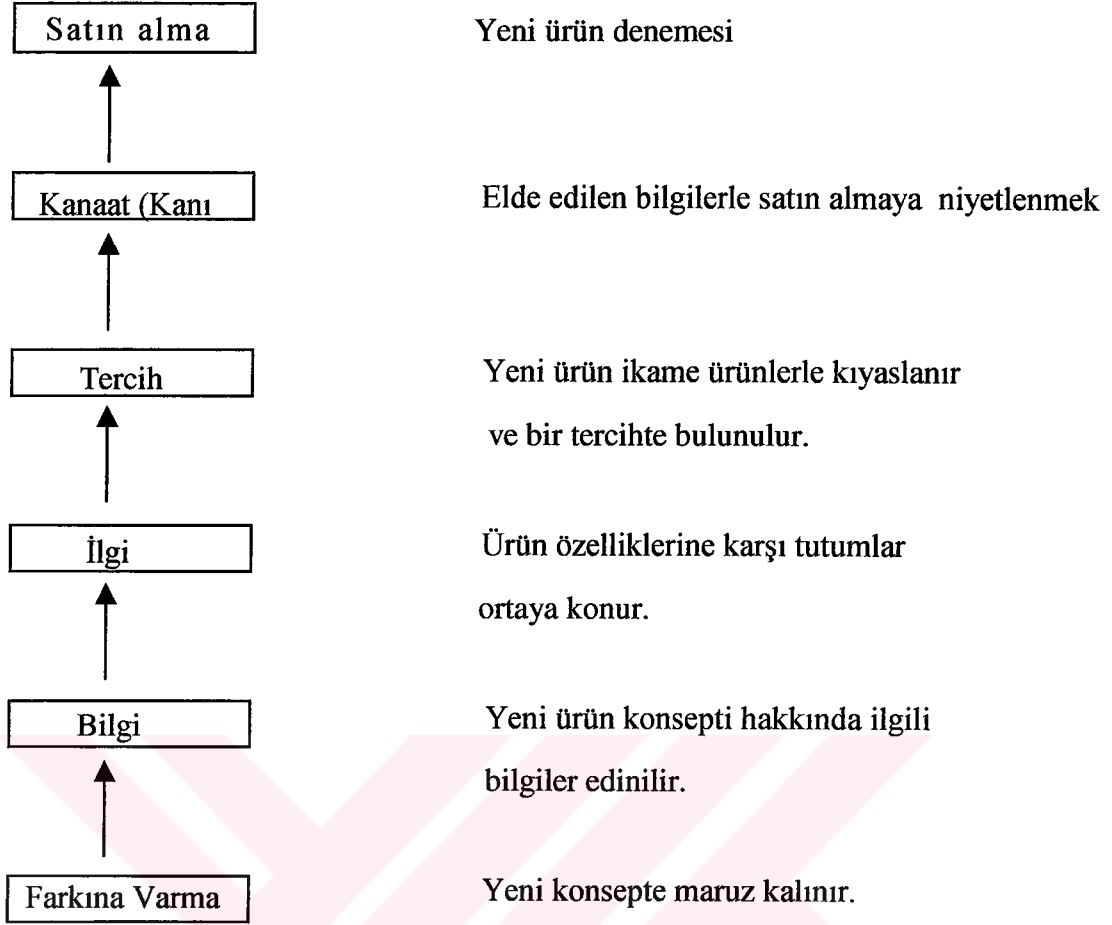 Satın alma
Yeni ürün denemesi
Kanaat (Kanı
Elde edilen bilgilerle satın almaya niyetlenmek
Tercih
Yeni ürün ikame ürünlerle kıyaslanır
ve bir tercihte bulunulur.
İlgi
Ürün özelliklerine karşı tutumlar
ortaya konur.
Bilgi
Yeni ürün konsepti hakkında ilgili
bilgiler edinilir.
Farkına Varma
Yeni konsepte maruz kalınır.